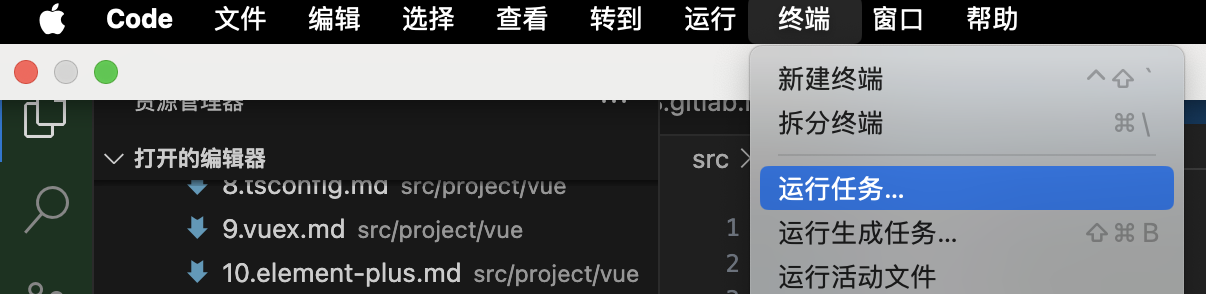 Code 文件 编辑 选择 查看 转到 运行 终端 窗口 帮助
新建终端 ^⇧`
拆分终端 ⌘\
运行任务...
运行生成任务... ⇧⌘B
运行活动文件
资源管理器 ...
打开的编辑器
8.tsconfig.md src/project/vue
9.vuex.md src/project/vue
10.element-plus.md src/project/vue
.gitlab.
src >
1
2